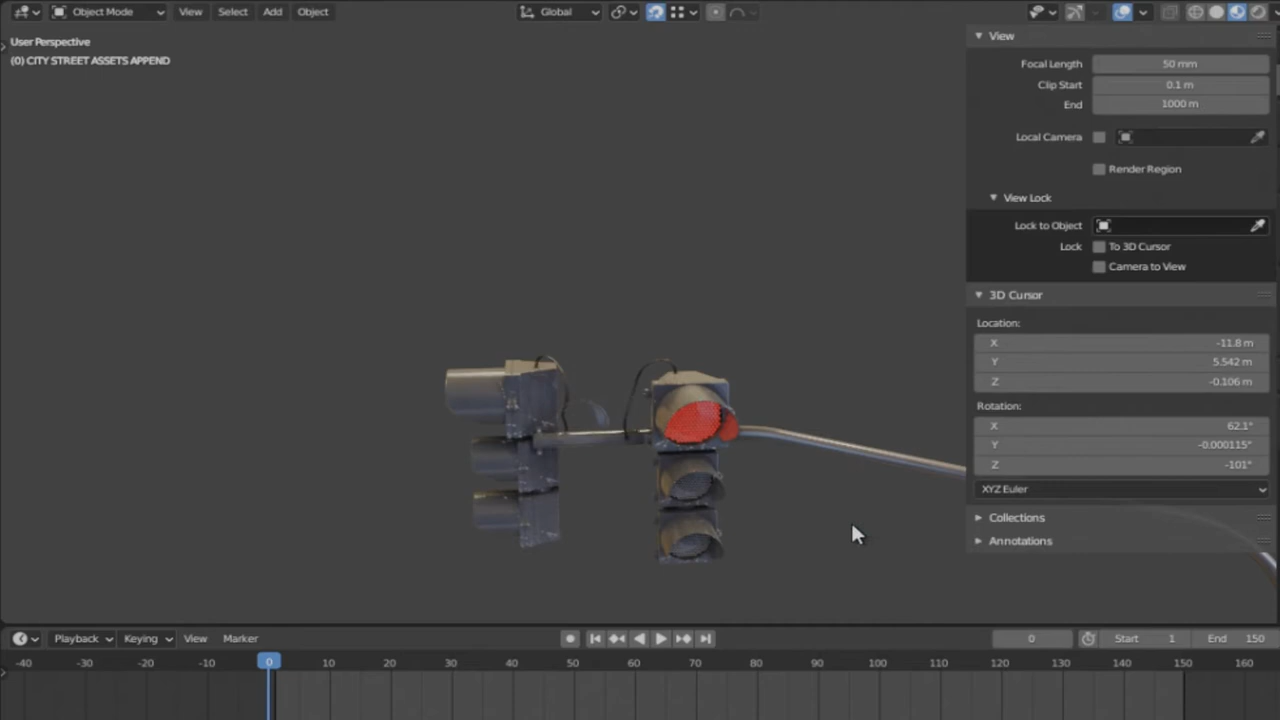 Object Mode View Select Add Object Global
User Perspective
(0) CITY STREET ASSETS APPEND
View
Focal Length 50 mm
Clip Start 0.1 m
End 1000 m
Local Camera
Render Region
View Lock
Lock to Object
Lock To 3D Cursor
Camera to View
3D Cursor
Location:
X -11.8 m
Y 5.542 m
Z -0.106 m
Rotation:
X 62.1°
Y -0.000115°
Z -101°
XYZ Euler
Collections
Annotations
Playback Keying View Marker 0 Start 1 End 150
-40 -30 -20 -10 0 10 20 30 40 50 60 70 80 90 100 110 120 130 140 150 160